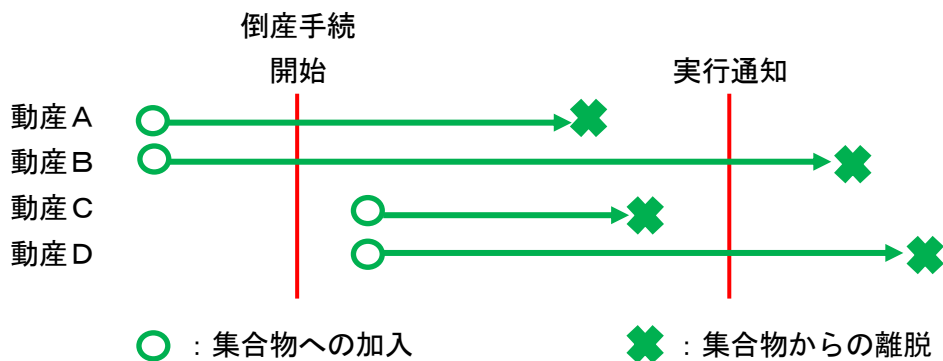 倒産手続
開始
実行通知
動産A
動産B
動産C
動産D
：集合物への加入
：集合物からの離脱